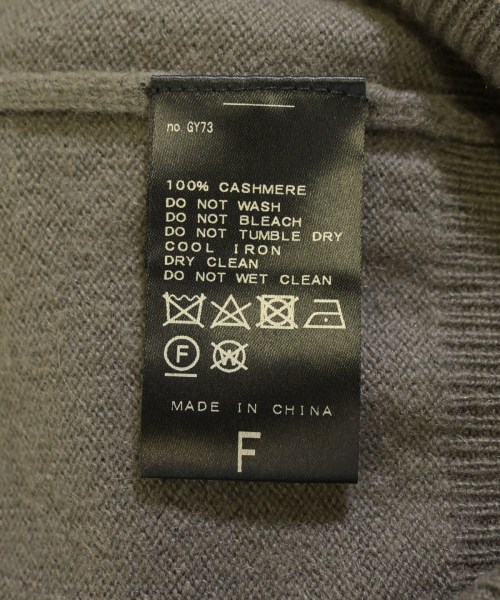 no. GY73
100% CASHMERE
DO NOT WASH
DO NOT BLEACH
DO NOT TUMBLE DRY
COOL IRON
DRY CLEAN
DO NOT WET CLEAN
F W
MADE IN CHINA
F